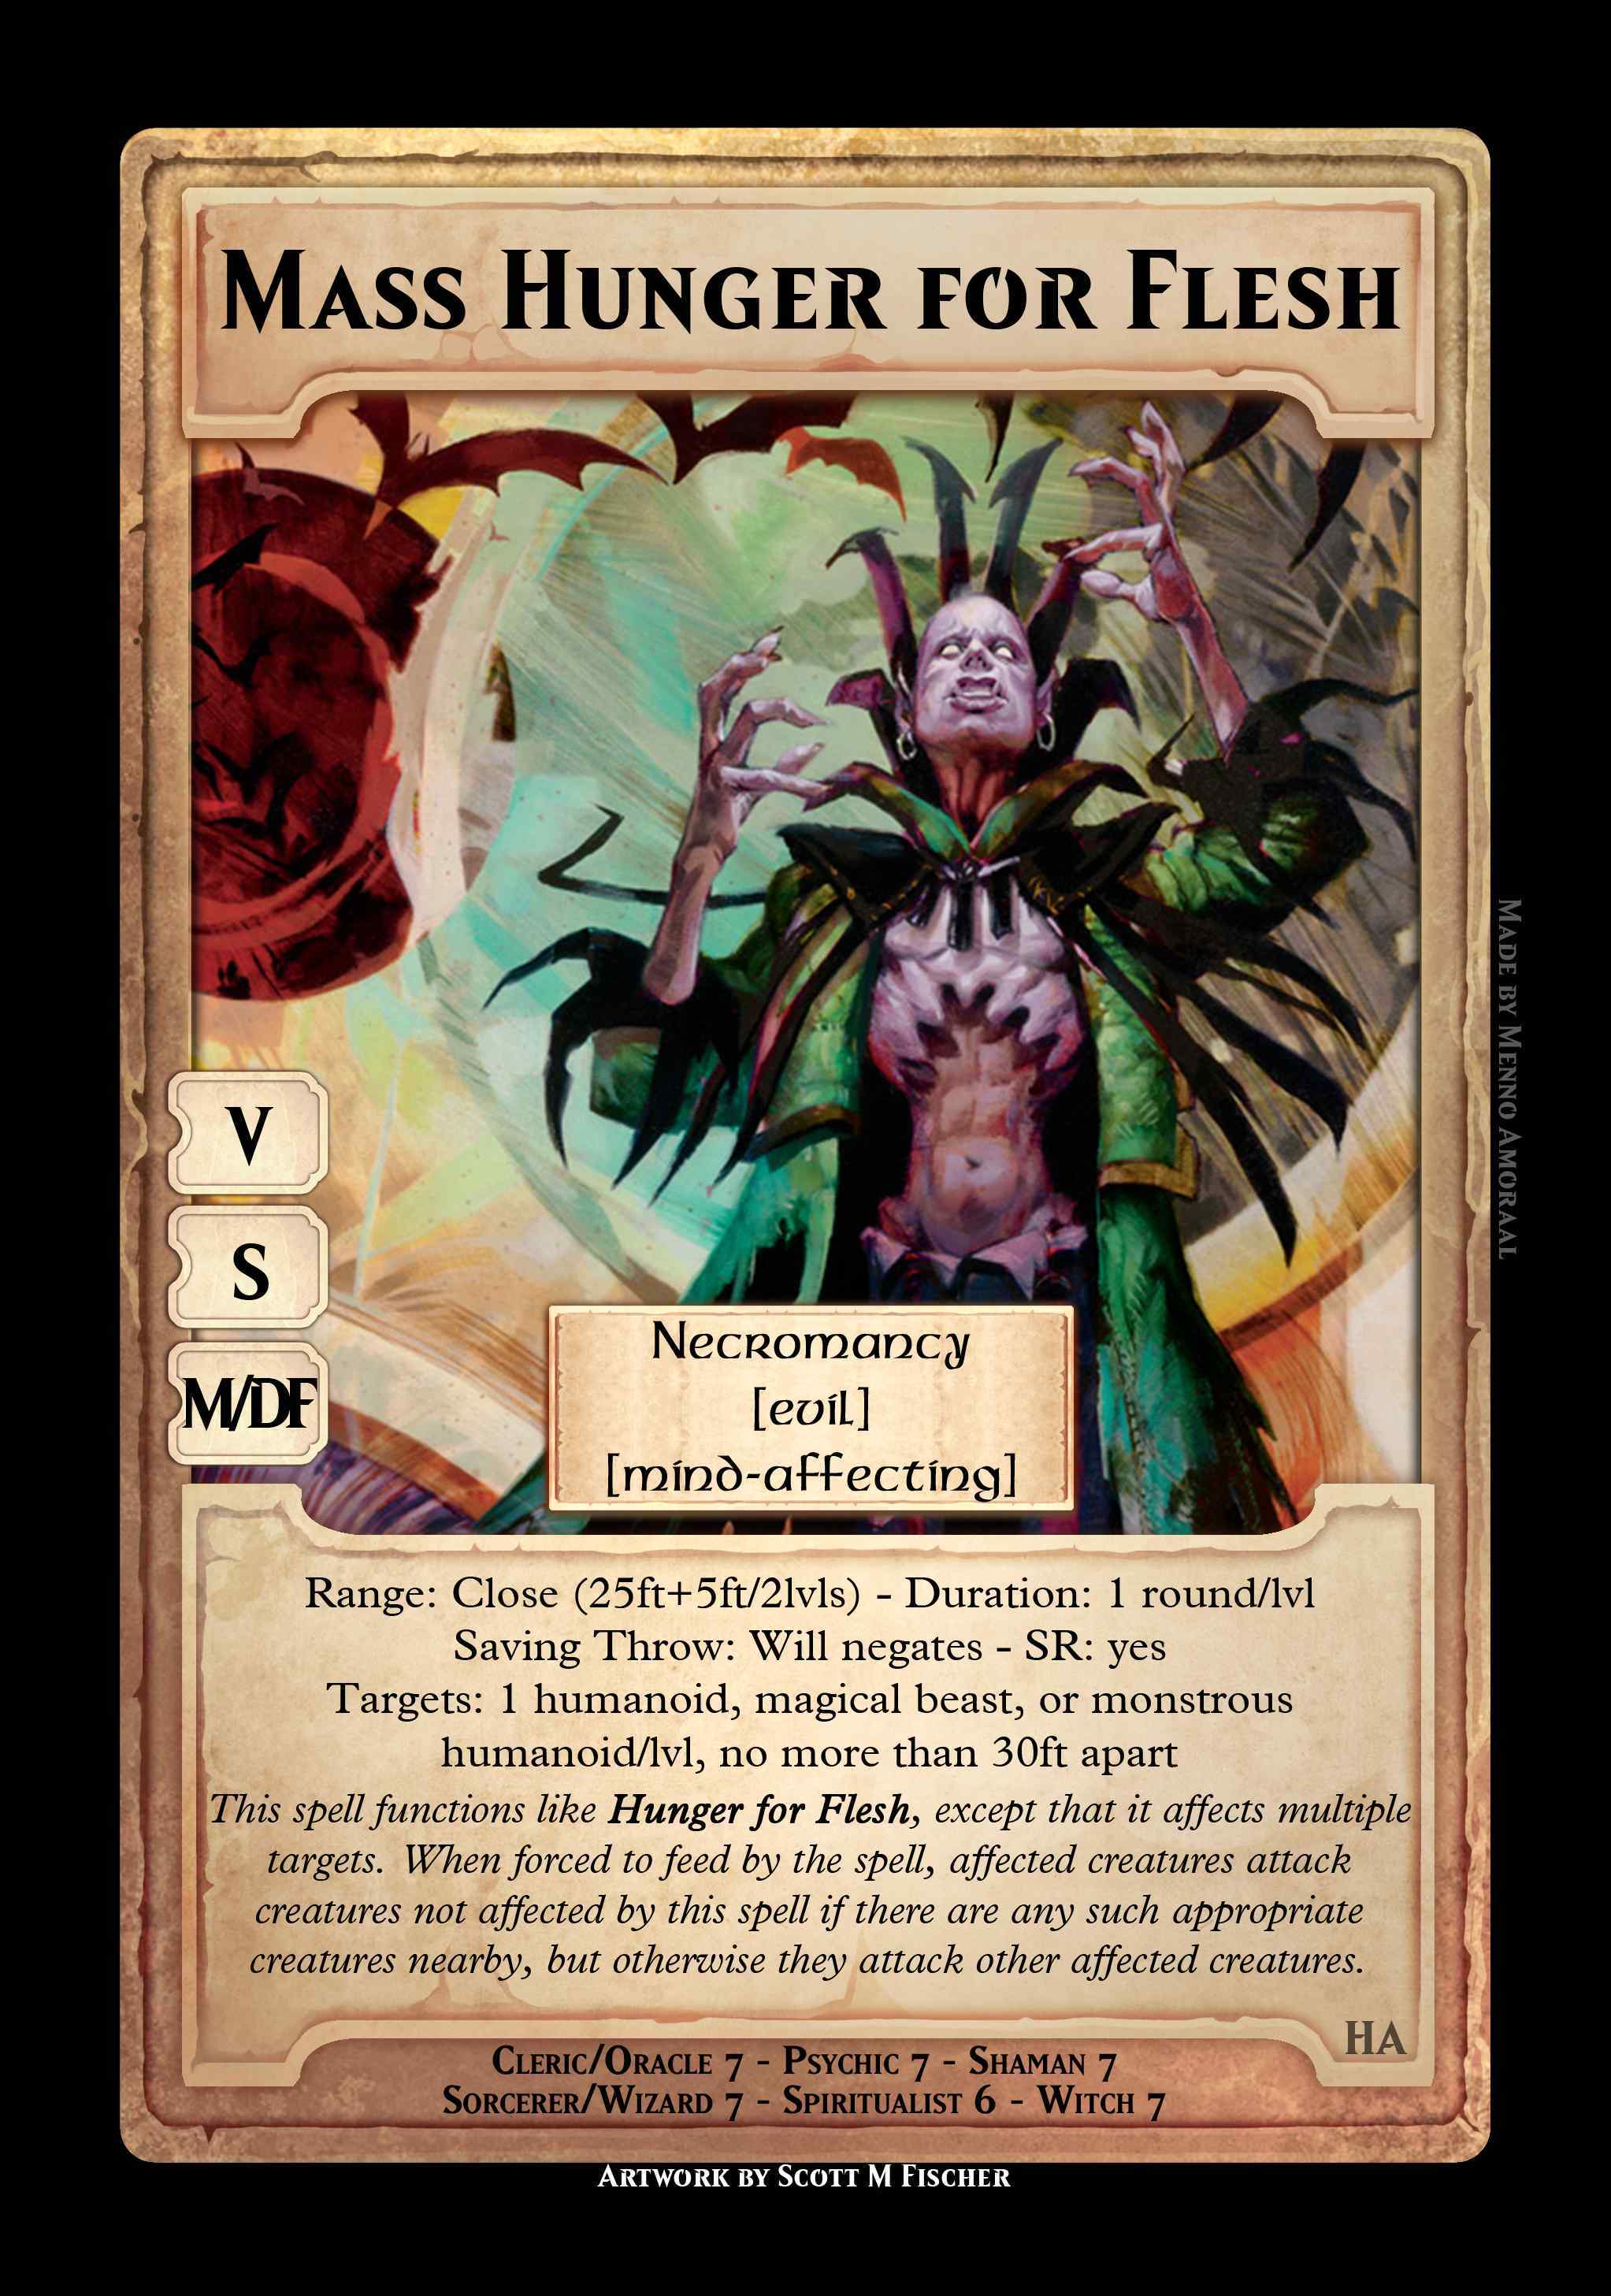 Mass Hunger for Flesh
V
S
M/DF
Necromancy
[evil]
[mind-affecting]
Range: Close (25ft+5ft/2lvls) - Duration: 1 round/lvl
Saving Throw: Will negates - SR: yes
Targets: 1 humanoid, magical beast, or monstrous
humanoid/lvl, no more than 30ft apart
This spell functions like Hunger for Flesh, except that it affects multiple
targets. When forced to feed by the spell, affected creatures attack
creatures not affected by this spell if there are any such appropriate
creatures nearby, but otherwise they attack other affected creatures.
HA
Cleric/Oracle 7 - Psychic 7 - Shaman 7
Sorcerer/Wizard 7 - Spiritualist 6 - Witch 7
Artwork by Scott M Fischer
Made by Menno Amoraal